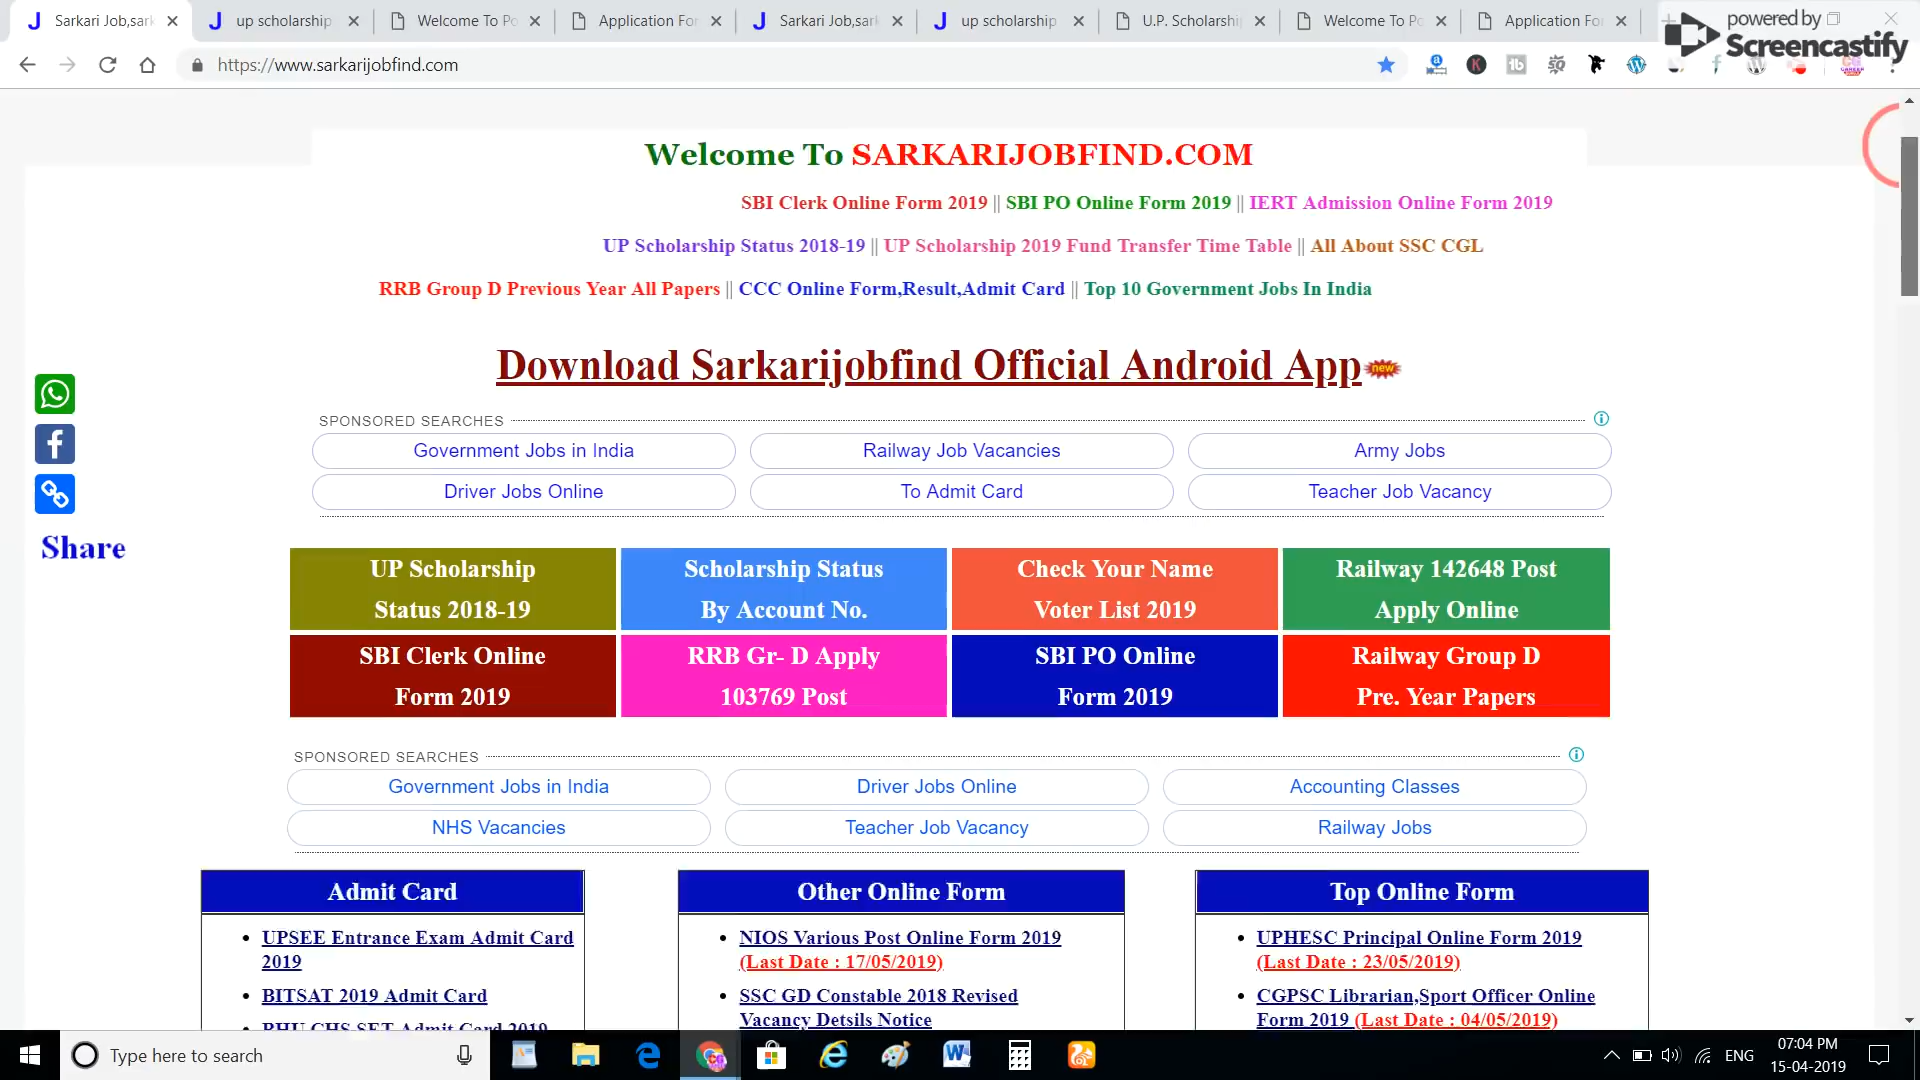 Sarkari Job,sark
up scholarship
Welcome To Po
Application For
Sarkari Job,sark
up scholarship
U.P. Scholarship
Welcome To Po
Application For
powered by
Screencastify
https://www.sarkarijobfind.com
Welcome To SARKARIJOBFIND.COM
SBI Clerk Online Form 2019 || SBI PO Online Form 2019 || IERT Admission Online Form 2019
UP Scholarship Status 2018-19 || UP Scholarship 2019 Fund Transfer Time Table || All About SSC CGL
RRB Group D Previous Year All Papers || CCC Online Form,Result,Admit Card || Top 10 Government Jobs In India
Download Sarkarijobfind Official Android App new
SPONSORED SEARCHES
Government Jobs in India
Railway Job Vacancies
Army Jobs
Driver Jobs Online
To Admit Card
Teacher Job Vacancy
Share
UP Scholarship
Status 2018-19
Scholarship Status
By Account No.
Check Your Name
Voter List 2019
Railway 142648 Post
Apply Online
SBI Clerk Online
Form 2019
RRB Gr- D Apply
103769 Post
SBI PO Online
Form 2019
Railway Group D
Pre. Year Papers
SPONSORED SEARCHES
Government Jobs in India
Driver Jobs Online
Accounting Classes
NHS Vacancies
Teacher Job Vacancy
Railway Jobs
Admit Card
UPSEE Entrance Exam Admit Card
2019
BITSAT 2019 Admit Card
BHU CHS SET Admit Card 2019
Other Online Form
NIOS Various Post Online Form 2019
(Last Date : 17/05/2019)
SSC GD Constable 2018 Revised
Vacancy Detsils Notice
Top Online Form
UPHESC Principal Online Form 2019
(Last Date : 23/05/2019)
CGPSC Librarian,Sport Officer Online
Form 2019 (Last Date : 04/05/2019)
Type here to search
ENG
07:04 PM
15-04-2019